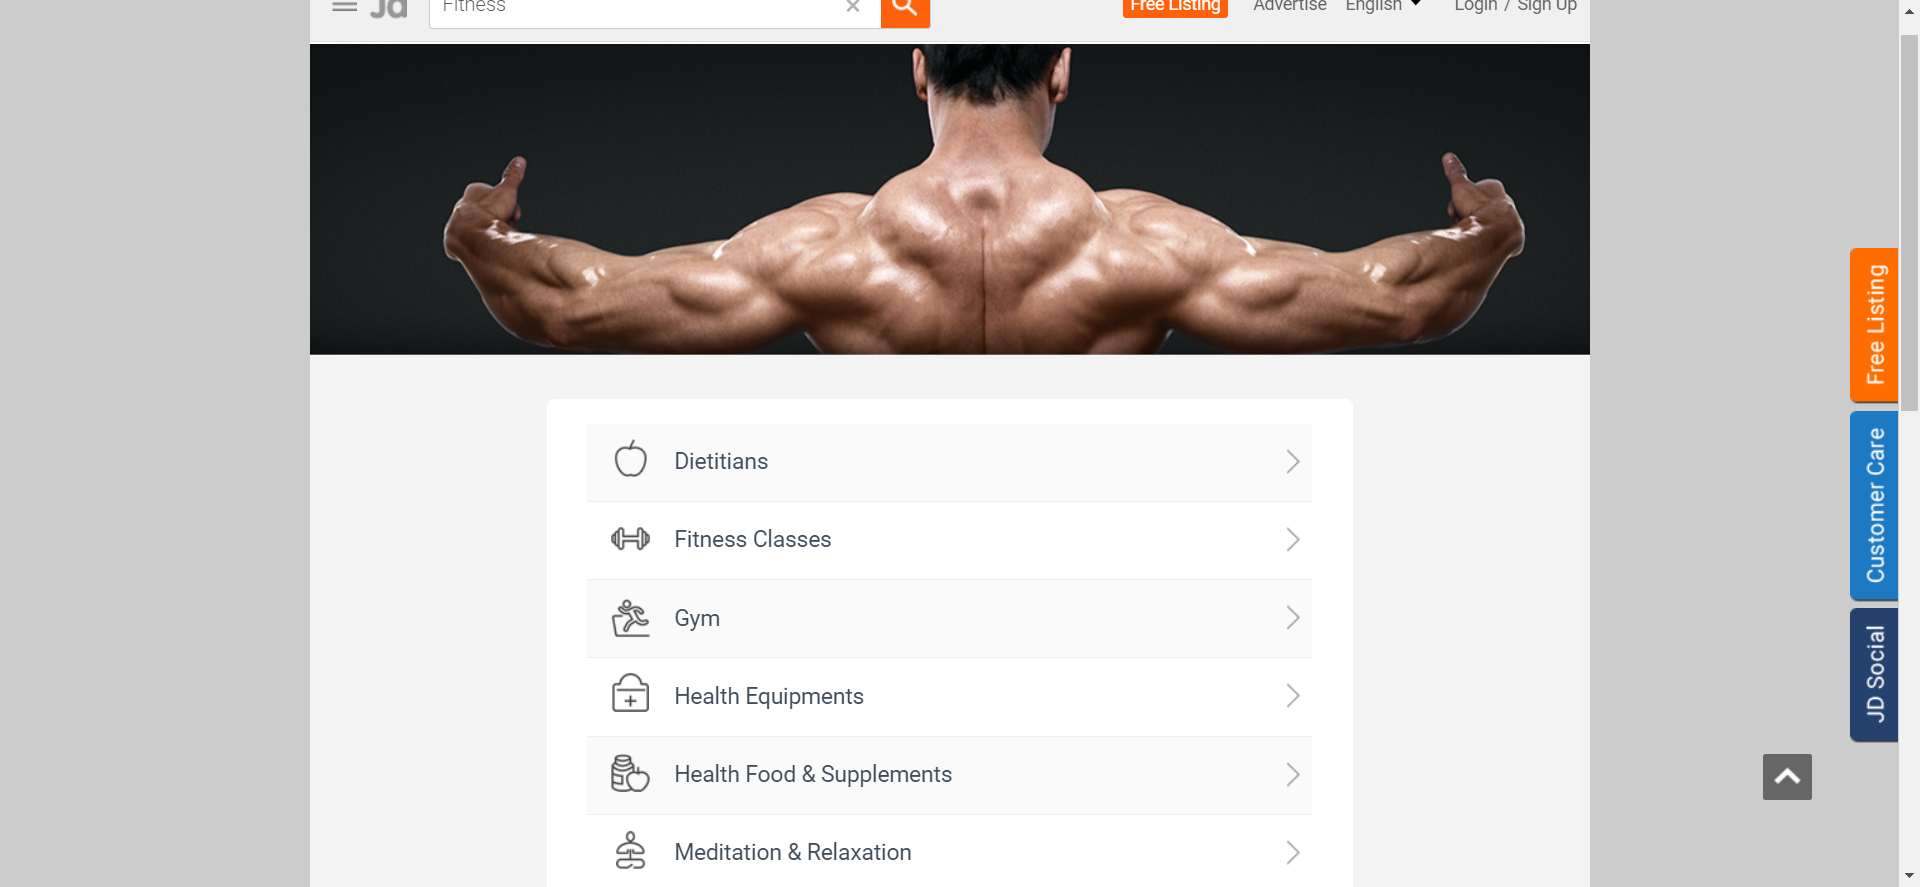 Jd
Fitness
Free Listing
Advertise
English
Login / Sign Up
Dietitians
Fitness Classes
Gym
Health Equipments
Health Food & Supplements
Meditation & Relaxation
Free Listing
Customer Care
JD Social